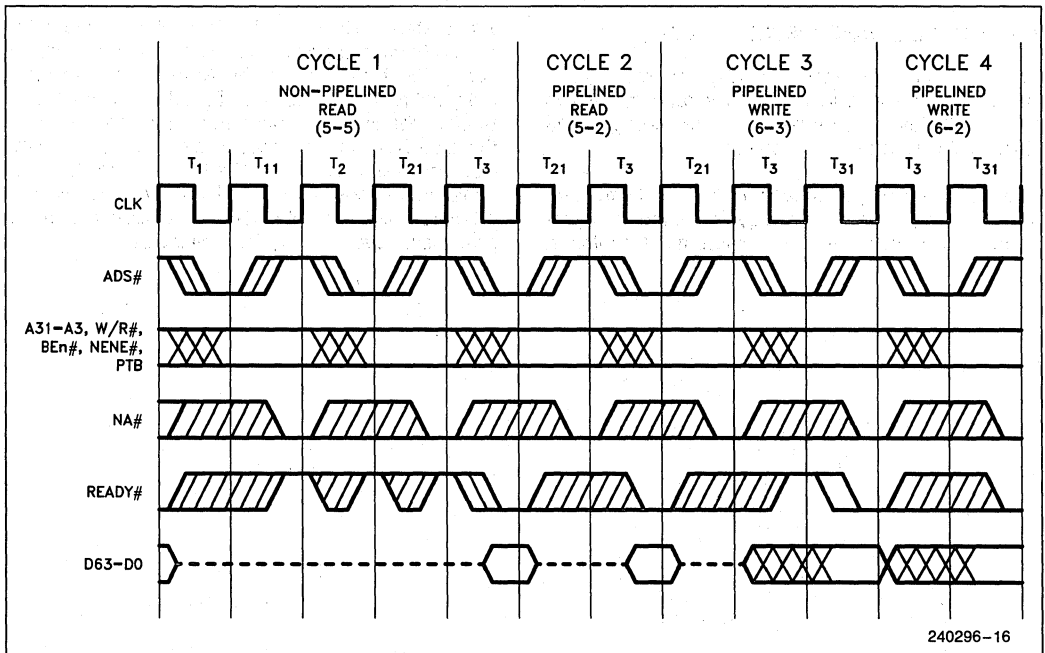 CYCLE 1 CYCLE 2 CYCLE 3 CYCLE 4
NON-PIPELINED READ (5-5)
PIPELINED READ (5-2)
PIPELINED WRITE (6-3)
PIPELINED WRITE (6-2)
T1 T11 T2 T21 T3 T21 T3 T21 T3 T31 T3 T31
CLK
ADS#
A31-A3, W/R#,
BEn#, NENE#,
PTB
NA#
READY#
D63-D0
240296-16